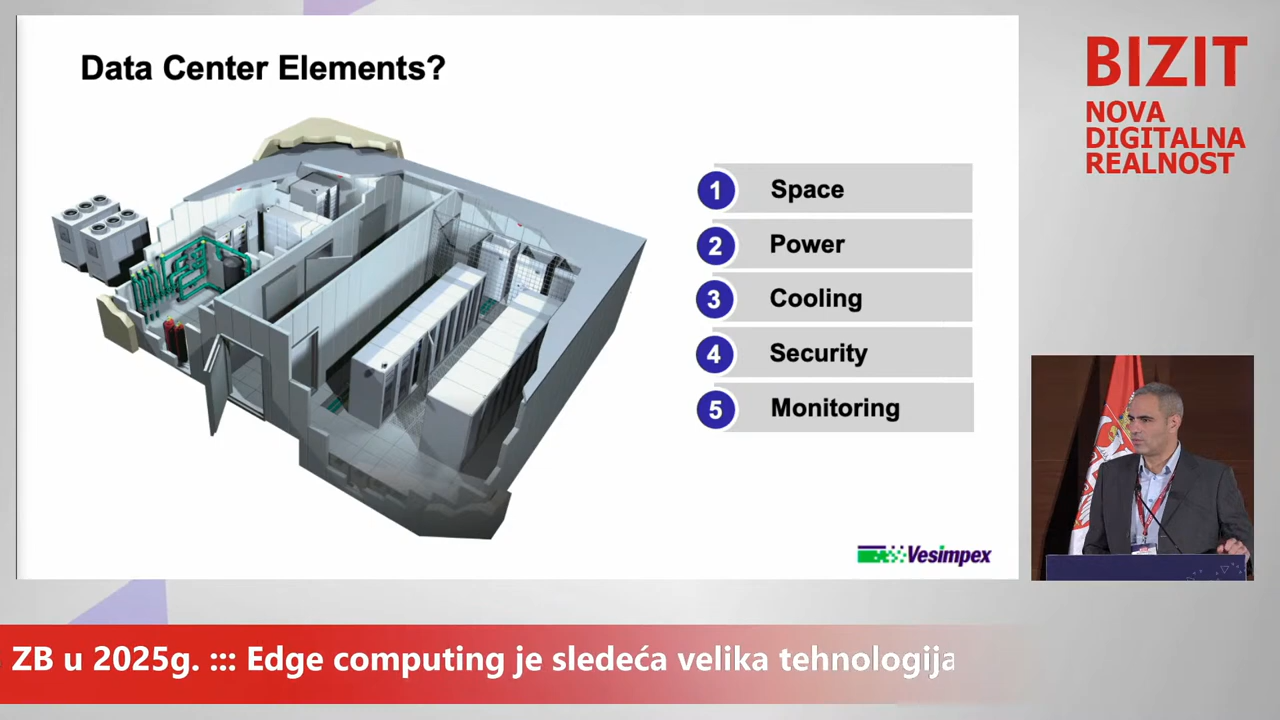 Data Center Elements?
1 Space
2 Power
3 Cooling
4 Security
5 Monitoring
Vesimpex
BIZIT
NOVA
DIGITALNA
REALNOST
ZB u 2025g. ::: Edge computing je sledeća velika tehnologija